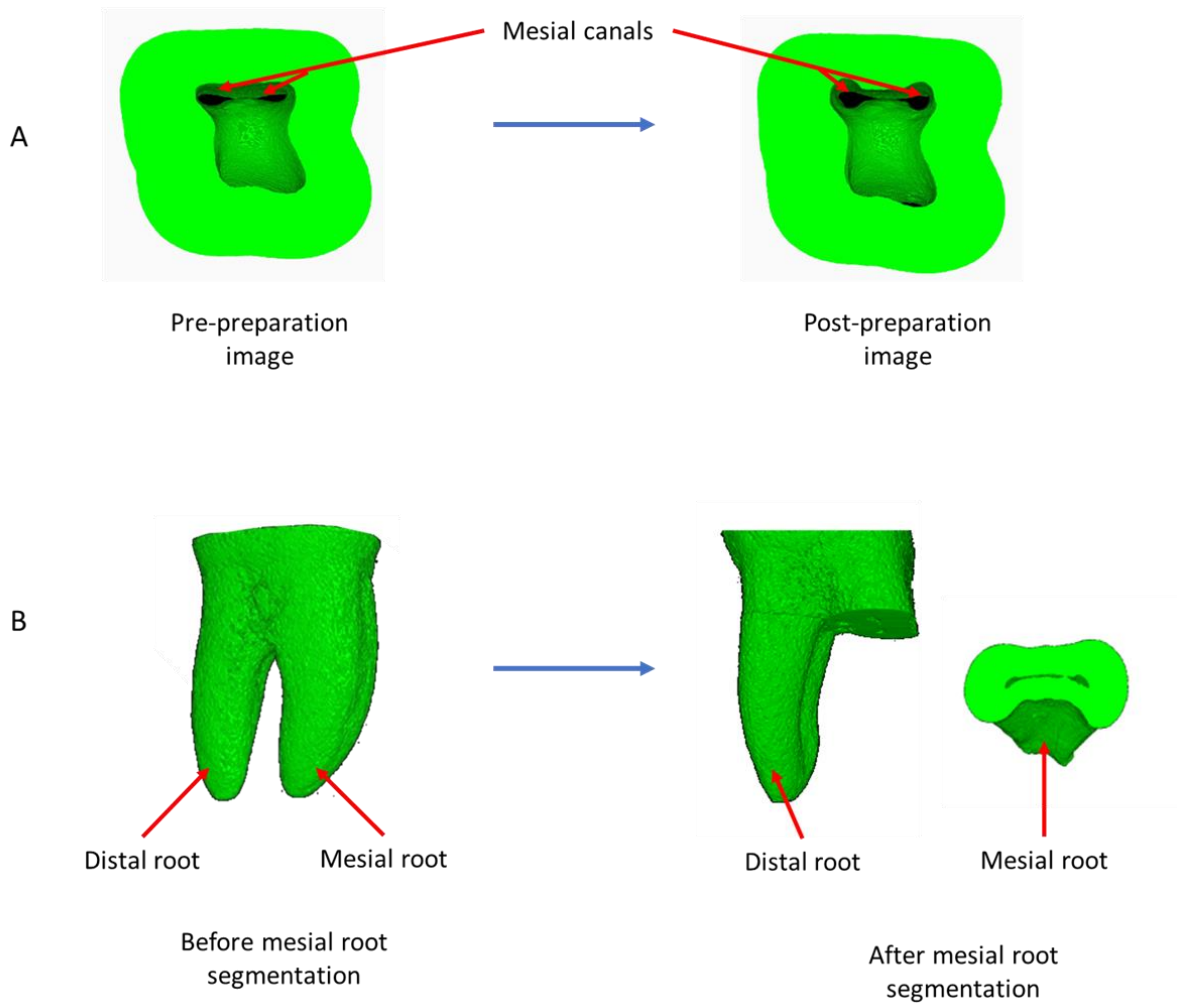 Mesial canals
A
Pre-preparation
image
Post-preparation
image
B
Distal root
Mesial root
Distal root
Mesial root
Before mesial root
segmentation
After mesial root
segmentation